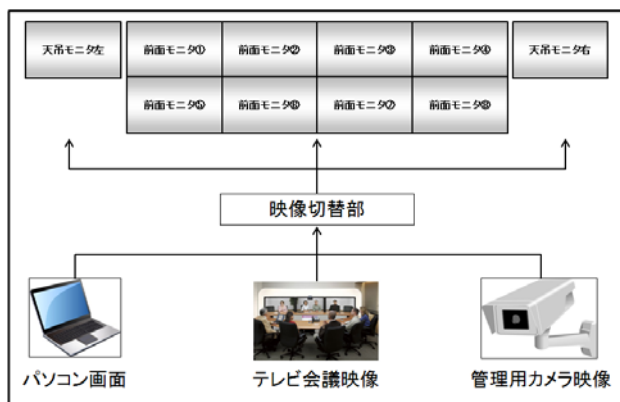 天吊モニタ左
前面モニタ①
前面モニタ②
前面モニタ③
前面モニタ④
天吊モニタ右
前面モニタ⑤
前面モニタ⑥
前面モニタ⑦
前面モニタ⑧
映像切替部
パソコン画面
テレビ会議映像
管理用カメラ映像